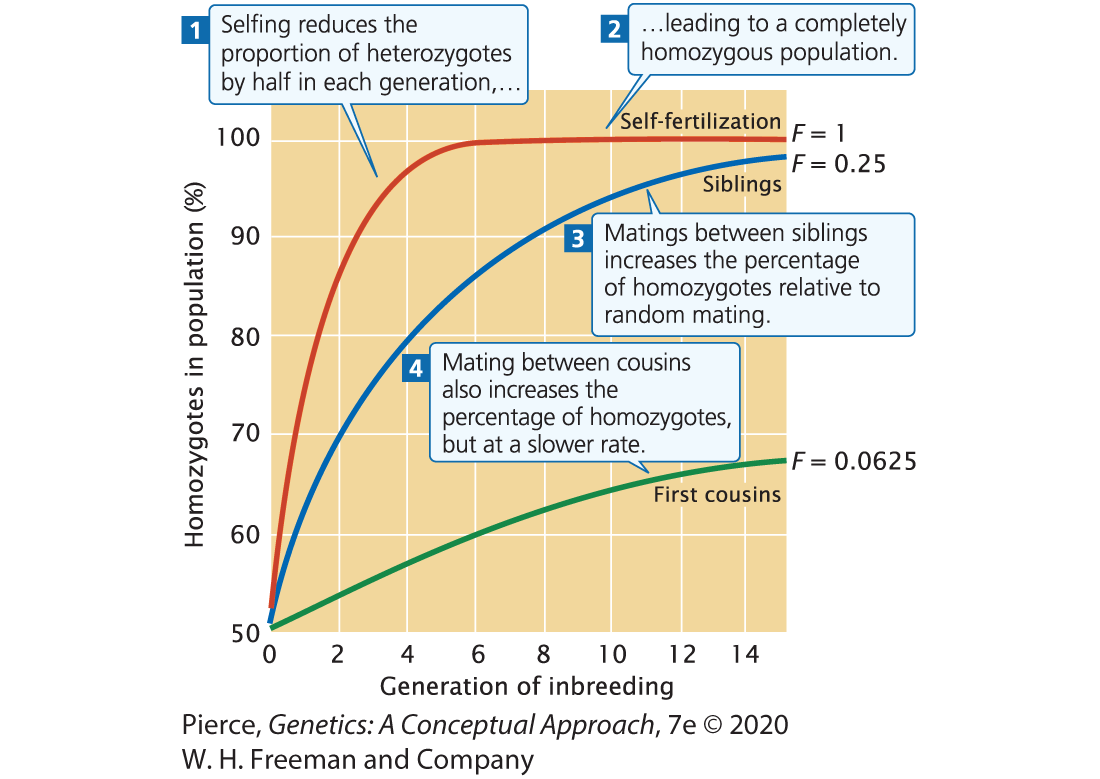 1 Selfing reduces the
proportion of heterozygotes
by half in each generation,…
2 …leading to a completely
homozygous population.
Self-fertilization
F = 1
F = 0.25
Siblings
3 Matings between siblings
increases the percentage
of homozygotes relative to
random mating.
4 Mating between cousins
also increases the
percentage of homozygotes,
but at a slower rate.
F = 0.0625
First cousins
Homozygotes in population (%)
100
90
80
70
60
50
0 2 4 6 8 10 12 14
Generation of inbreeding
Pierce, Genetics: A Conceptual Approach, 7e © 2020
W. H. Freeman and Company